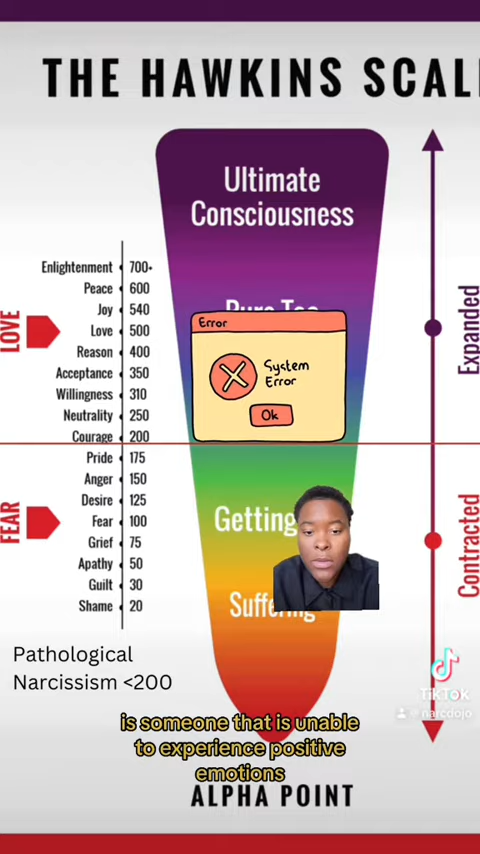 THE HAWKINS SCAL
Ultimate
Consciousness
Enlightenment 700+
Peace 600
Joy 540
Love 500
Reason 400
Acceptance 350
Willingness 310
Neutrality 250
Courage 200
Pride 175
Anger 150
Desire 125
Fear 100
Grief 75
Apathy 50
Guilt 30
Shame 20
LOVE
FEAR
Error
System
Error
Ok
Getting
Suffering
Expanded
Contracted
Pathological
Narcissism <200
TikTok
@narcdojo
is someone that is unable
to experience positive
emotions
ALPHA POINT